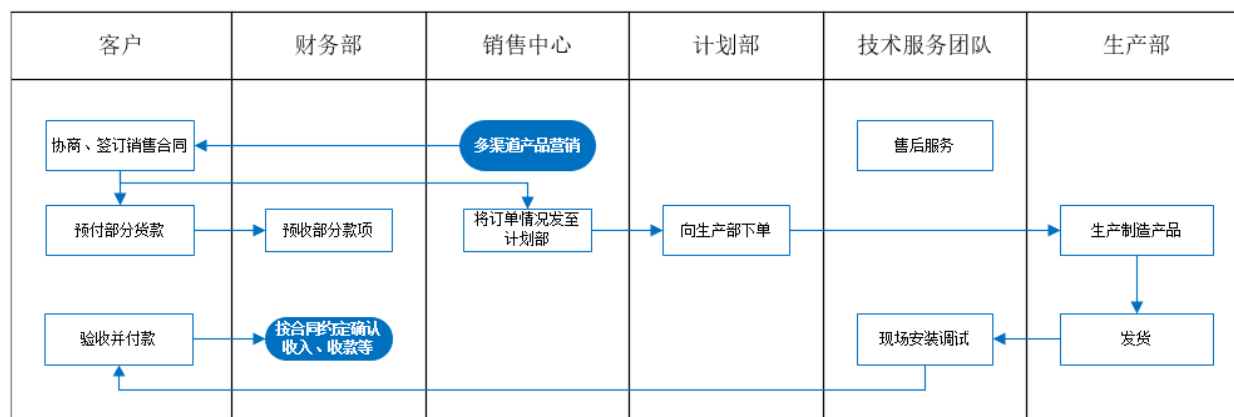 客户 财务部 销售中心 计划部 技术服务团队 生产部
协商、签订销售合同
多渠道产品营销
售后服务
预付部分货款
预收部分款项
将订单情况发至
计划部
向生产部下单
生产制造产品
验收并付款
按合同约定确认
收入、收款等
现场安装调试
发货